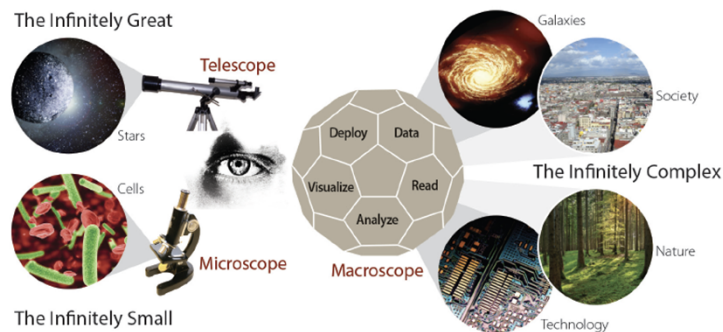 The Infinitely Great
Telescope
Stars
Cells
Microscope
The Infinitely Small
Deploy
Data
Visualize
Read
Analyze
Macroscope
Galaxies
Society
The Infinitely Complex
Nature
Technology